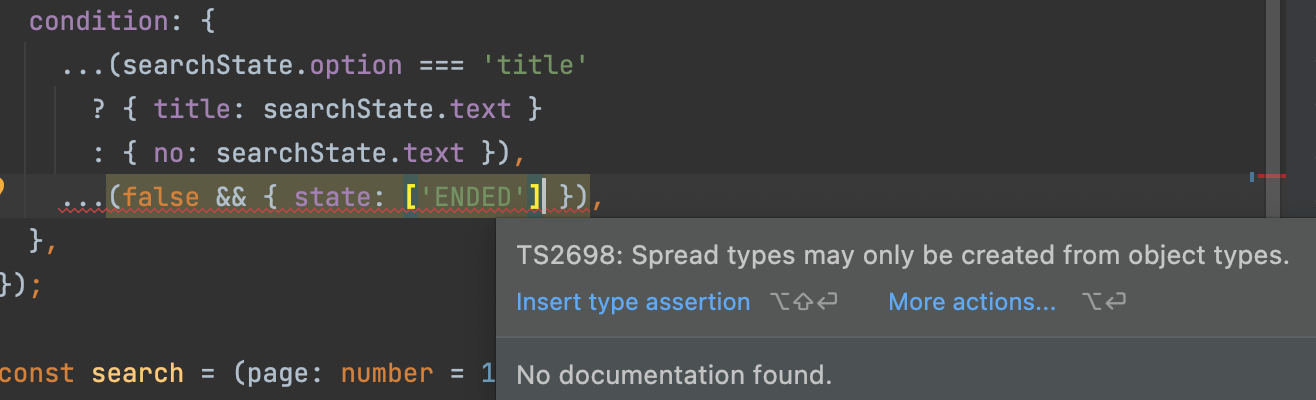 condition: {
...(searchState.option === 'title'
? { title: searchState.text }
: { no: searchState.text }),
...(false && { state: ['ENDED'] }),
},
});
TS2698: Spread types may only be created from object types.
Insert type assertion ⌥⇧⏎ More actions... ⌥⏎
const search = (page: number = 1
No documentation found.